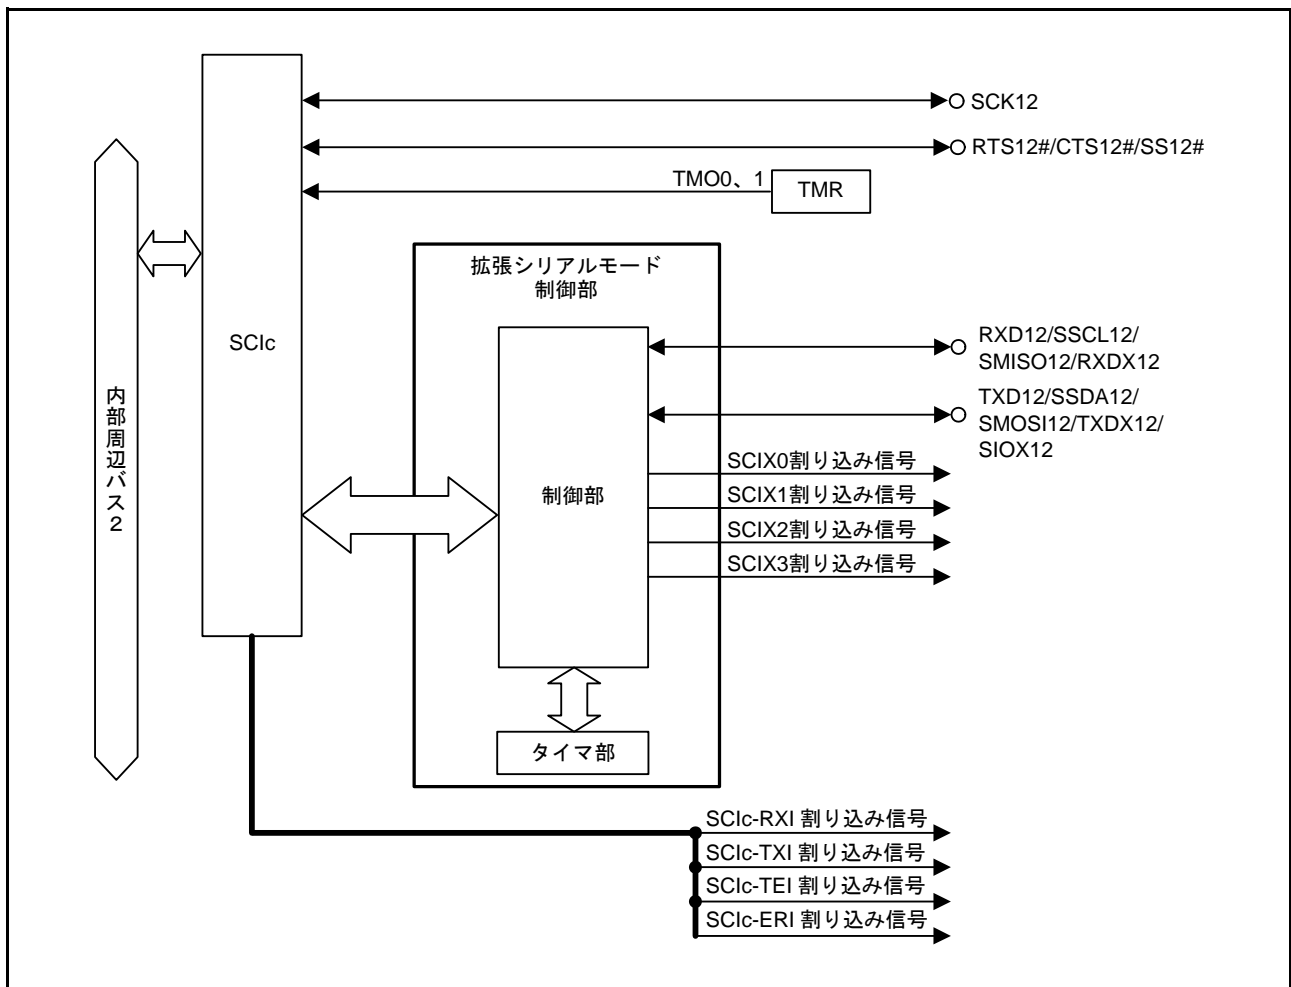 SCK12
RTS12#/CTS12#/SS12#
TMO0、1
TMR
拡張シリアルモード
制御部
SCIc
RXD12/SSCL12/
SMISO12/RXDX12
内部周辺バス2
TXD12/SSDA12/
SMOSI12/TXDX12/
SIOX12
制御部
SCIX0割り込み信号
SCIX1割り込み信号
SCIX2割り込み信号
SCIX3割り込み信号
タイマ部
SCIc-RXI 割り込み信号
SCIc-TXI 割り込み信号
SCIc-TEI 割り込み信号
SCIc-ERI 割り込み信号